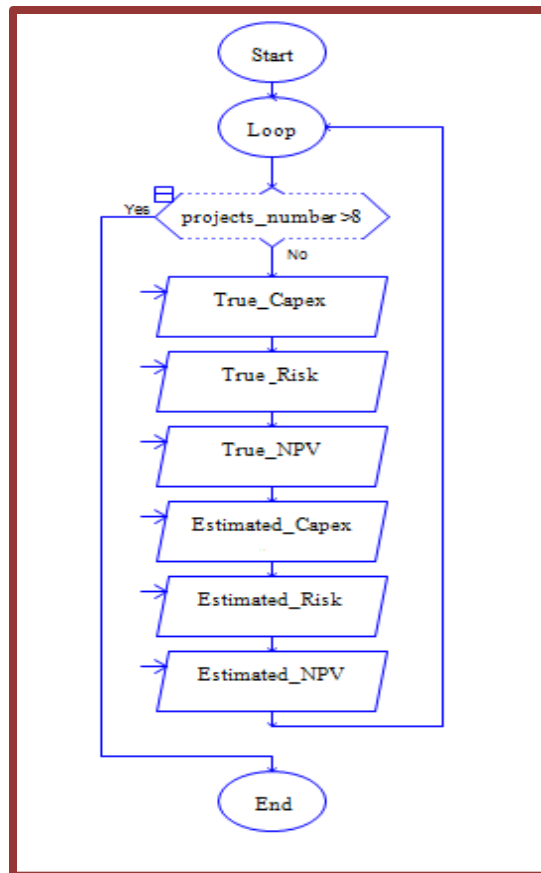 Start
Loop
Yes
projects_number >8
No
True_Capex
True_Risk
True_NPV
Estimated_Capex
Estimated_Risk
Estimated_NPV
End